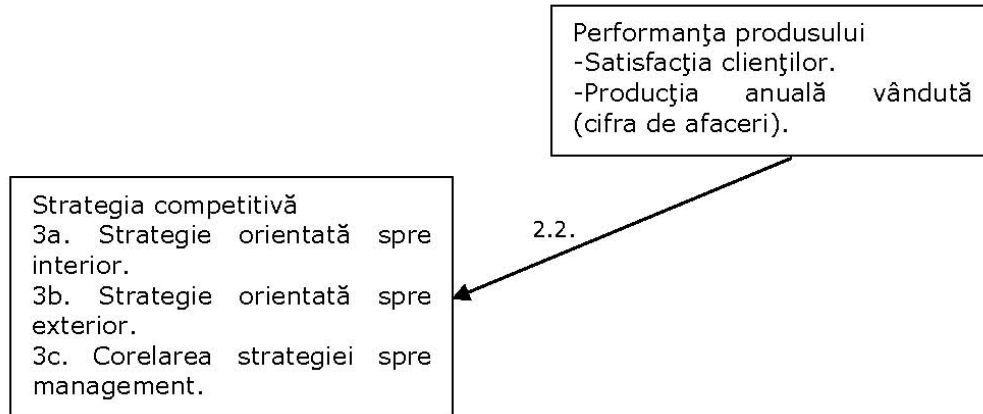 Performanţa produsului
-Satisfacţia clienţilor.
-Producţia anuală vândută
(cifra de afaceri).
Strategia competitivă
3a. Strategie orientată spre
interior.
3b. Strategie orientată spre
exterior.
3c. Corelarea strategiei spre
management.
2.2.